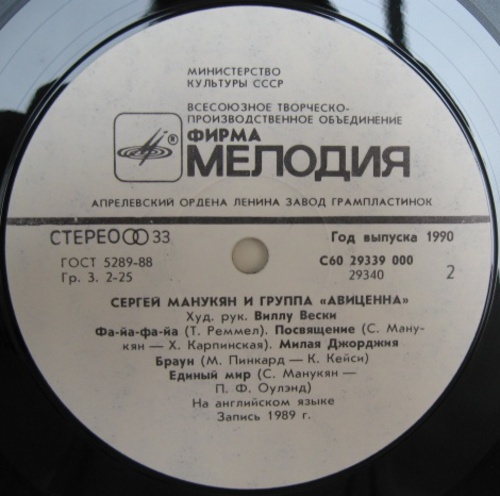 МИНИСТЕРСТВО
КУЛЬТУРЫ СССР
ВСЕСОЮЗНОЕ ТВОРЧЕСКО-
ПРОИЗВОДСТВЕННОЕ ОБЪЕДИНЕНИЕ
ФИРМА
® МЕЛОДИЯ
АПРЕЛЕВСКИЙ ОРДЕНА ЛЕНИНА ЗАВОД ГРАМПЛАСТИНОК
СТЕРЕО 33 Год выпуска 1990
ГОСТ 5289-88 С60 29339 000
Гр. 3. 2-25 29340 2
СЕРГЕЙ МАНУКЯН И ГРУППА «АВИЦЕННА»
Худ. рук. Виллу Вески
Фа-йа-фа-йа (Т. Реммел). Посвящение (С. Ману-
кян — Х. Карпинская). Милая Джорджия
Браун (М. Пинкард — К. Кейси)
Единый мир (С. Манукян —
П. Ф. Оулэнд)
На английском языке
Запись 1989 г.